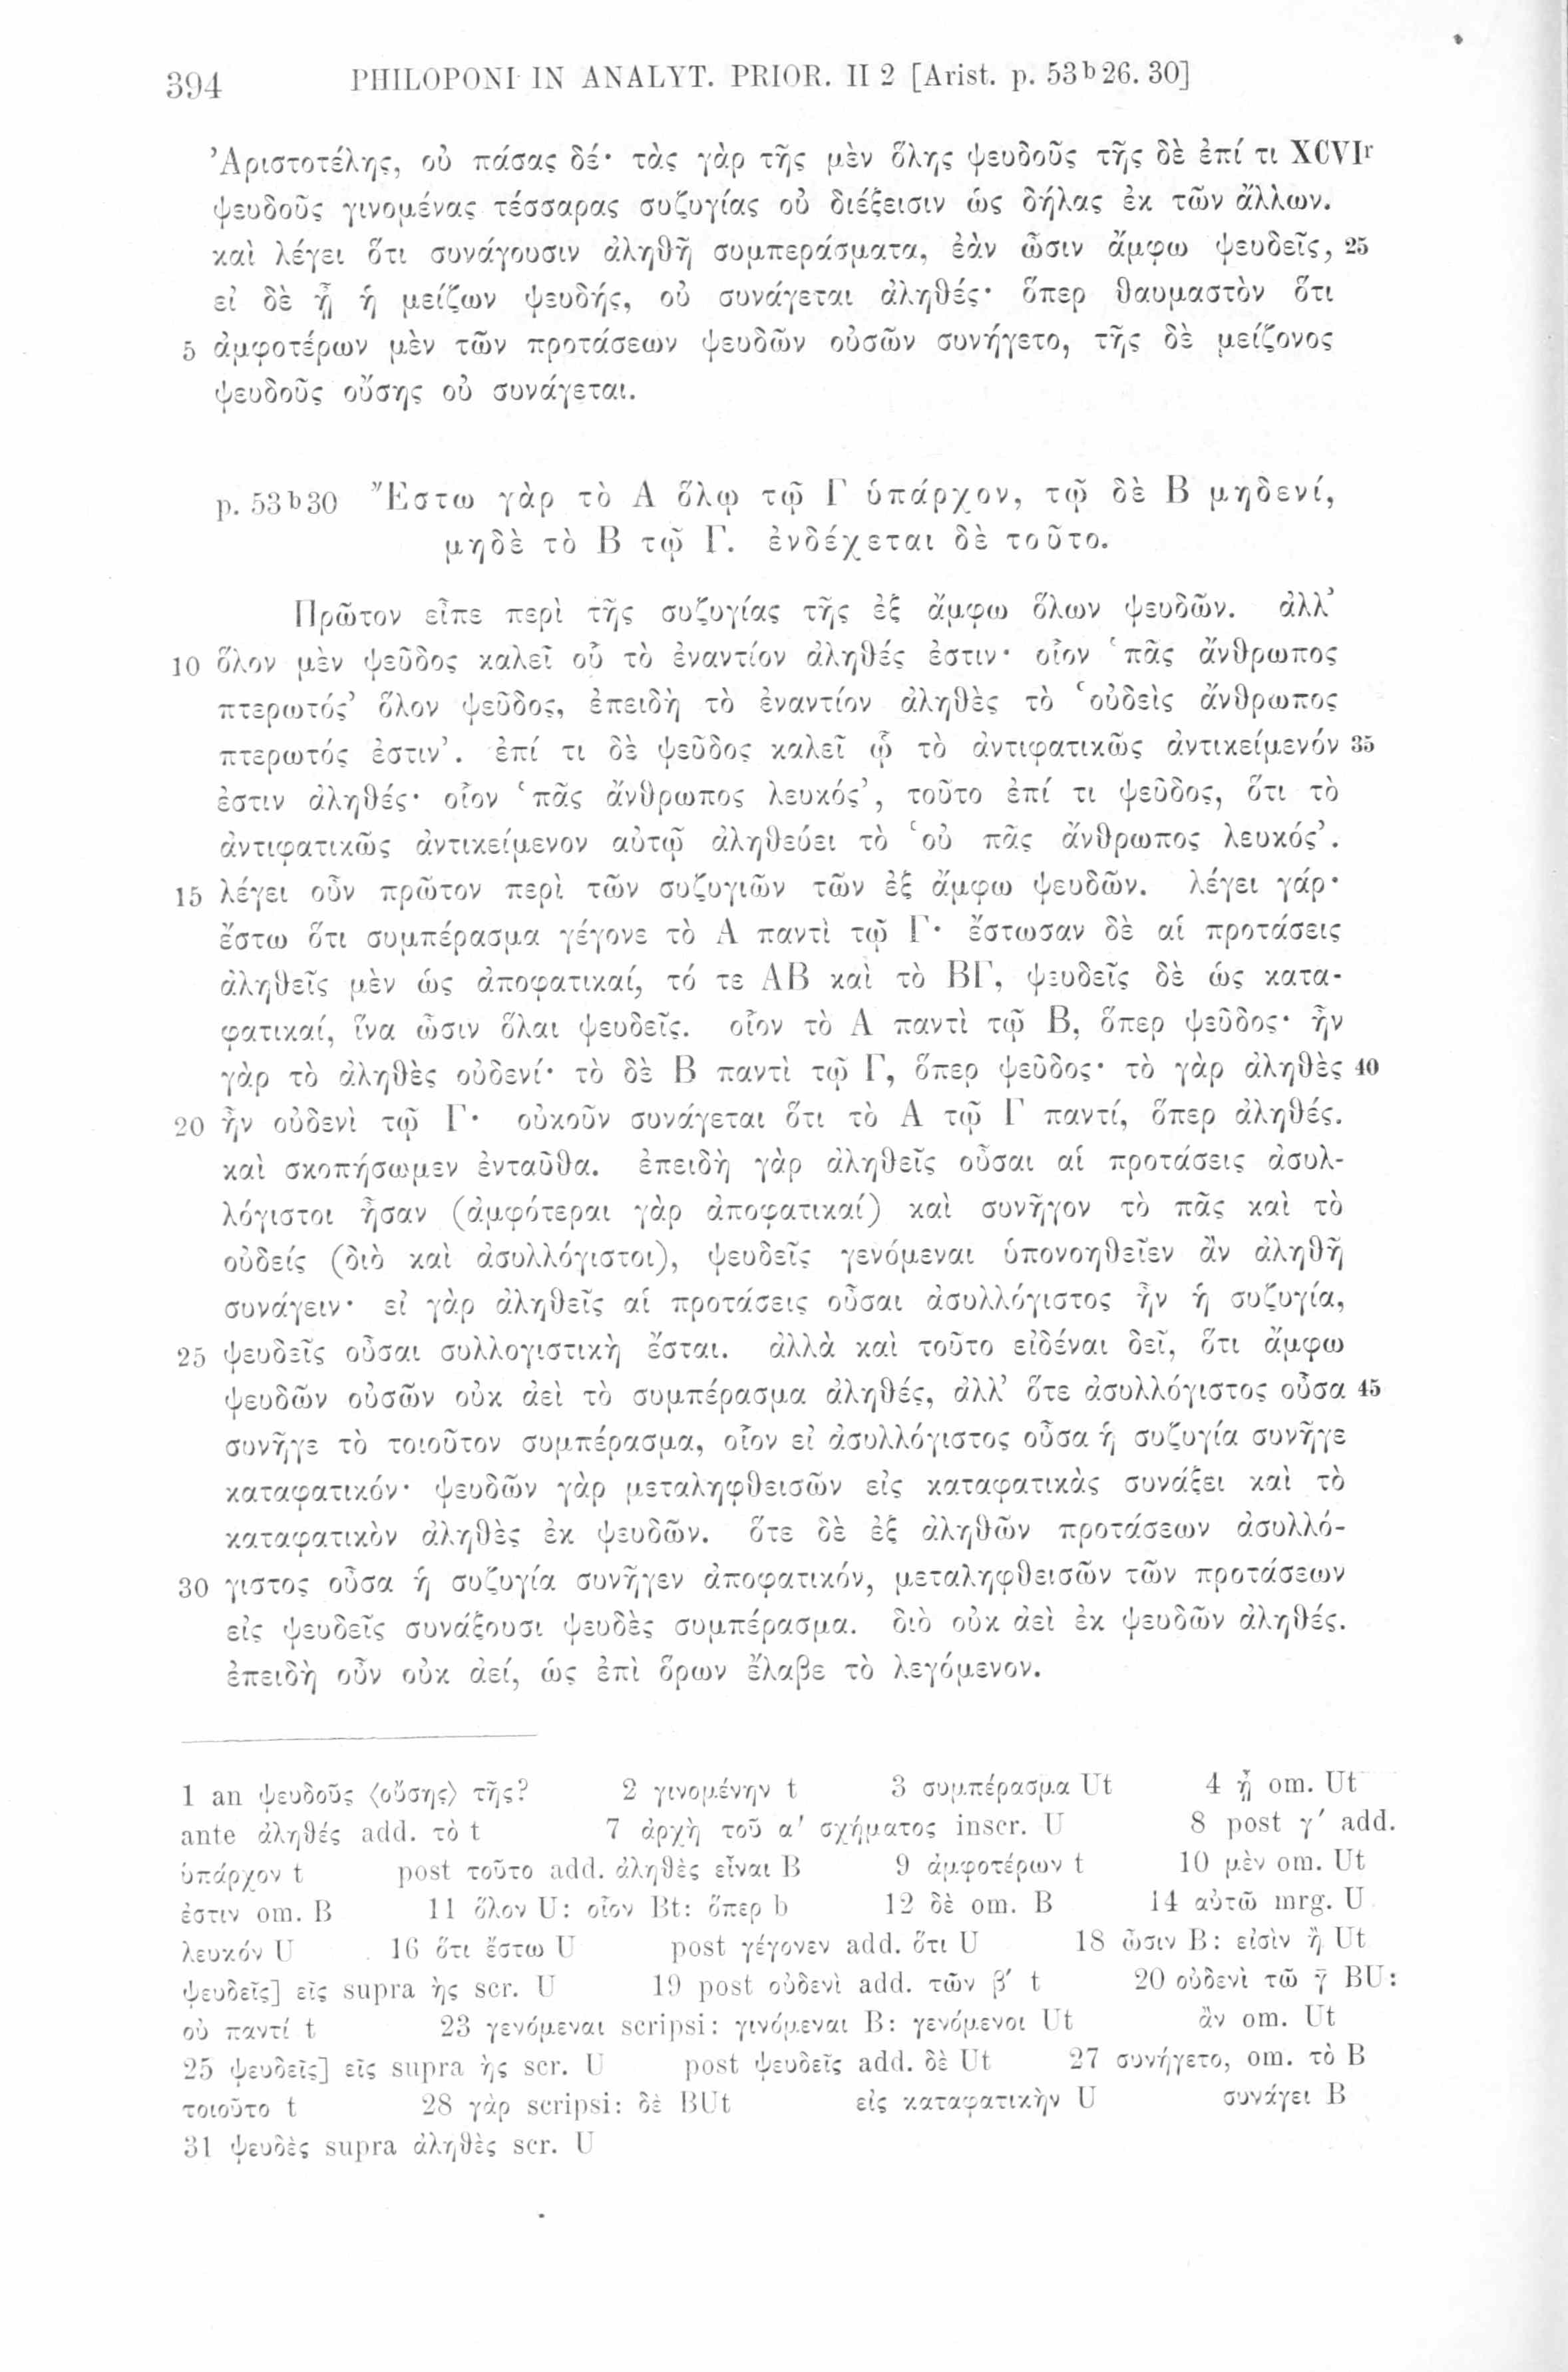 394 PHILOPONI IN ANALYT. PRIOR. II 2 [Arist. p. 53ᵇ26. 30]
Ἀριστοτέλης, οὐ πάσας δέ· τὰς γὰρ τῆς μὲν ὅλης ψευδοῦς τῆς δὲ ἐπί τι XCVIʳ
ψευδοῦς γινομένας τέσσαρας συζυγίας οὐ διέξεισιν ὡς δήλας ἐκ τῶν ἄλλων.
καὶ λέγει ὅτι συνάγουσιν ἀληθῆ συμπεράσματα, ἐὰν ὦσιν ἄμφω ψευδεῖς, 25
εἰ δὲ ᾖ ἡ μείζων ψευδής, οὐ συνάγεται ἀληθές· ὅπερ θαυμαστὸν ὅτι
5 ἀμφοτέρων μὲν τῶν προτάσεων ψευδῶν οὐσῶν συνήγετο, τῆς δὲ μείζονος
ψευδοῦς οὔσης οὐ συνάγεται.
p. 53ᵇ30 Ἔστω γὰρ τὸ Α ὅλῳ τῷ Γ ὑπάρχον, τῷ δὲ Β μηδενί,
μηδὲ τὸ Β τῷ Γ. ἐνδέχεται δὲ τοῦτο.
Πρῶτον εἶπε περὶ τῆς συζυγίας τῆς ἐξ ἄμφω ὅλων ψευδῶν. ἀλλ’
10 ὅλον μὲν ψεῦδος καλεῖ οὗ τὸ ἐναντίον ἀληθές ἐστιν· οἷον ‘πᾶς ἄνθρωπος
πτερωτός’ ὅλον ψεῦδος, ἐπειδὴ τὸ ἐναντίον ἀληθὲς τὸ ‘οὐδεὶς ἄνθρωπος
πτερωτός ἐστιν’. ἐπί τι δὲ ψεῦδος καλεῖ ᾧ τὸ ἀντιφατικῶς ἀντικείμενόν 35
ἐστιν ἀληθές· οἷον ‘πᾶς ἄνθρωπος λευκός’, τοῦτο ἐπί τι ψεῦδος, ὅτι τὸ
ἀντιφατικῶς ἀντικείμενον αὐτῷ ἀληθεύει τὸ ‘οὐ πᾶς ἄνθρωπος λευκός’.
15 λέγει οὖν πρῶτον περὶ τῶν συζυγιῶν τῶν ἐξ ἄμφω ψευδῶν. λέγει γάρ·
ἔστω ὅτι συμπέρασμα γέγονε τὸ Α παντὶ τῷ Γ· ἔστωσαν δὲ αἱ προτάσεις
ἀληθεῖς μὲν ὡς ἀποφατικαί, τό τε ΑΒ καὶ τὸ ΒΓ, ψευδεῖς δὲ ὡς κατα-
φατικαί, ἵνα ὦσιν ὅλαι ψευδεῖς. οἷον τὸ Α παντὶ τῷ Β, ὅπερ ψεῦδος· ἦν
γὰρ τὸ ἀληθὲς οὐδενί· τὸ δὲ Β παντὶ τῷ Γ, ὅπερ ψεῦδος· τὸ γὰρ ἀληθὲς 40
20 ἦν οὐδενὶ τῷ Γ· οὐκοῦν συνάγεται ὅτι τὸ Α τῷ Γ παντί, ὅπερ ἀληθές.
καὶ σκοπήσωμεν ἐνταῦθα. ἐπειδὴ γὰρ ἀληθεῖς οὖσαι αἱ προτάσεις ἀσυλ-
λόγιστοι ἦσαν (ἀμφότεραι γὰρ ἀποφατικαί) καὶ συνῆγον τὸ πᾶς καὶ τὸ
οὐδείς (διὸ καὶ ἀσυλλόγιστοι), ψευδεῖς γενόμεναι ὑπονοηθεῖεν ἂν ἀληθῆ
συνάγειν· εἰ γὰρ ἀληθεῖς αἱ προτάσεις οὖσαι ἀσυλλόγιστος ἦν ἡ συζυγία,
25 ψευδεῖς οὖσαι συλλογιστικὴ ἔσται. ἀλλὰ καὶ τοῦτο εἰδέναι δεῖ, ὅτι ἄμφω
ψευδῶν οὐσῶν οὐκ ἀεὶ τὸ συμπέρασμα ἀληθές, ἀλλ’ ὅτε ἀσυλλόγιστος οὖσα 45
συνῆγε τὸ τοιοῦτον συμπέρασμα, οἷον εἰ ἀσυλλόγιστος οὖσα ἡ συζυγία συνῆγε
καταφατικόν· ψευδῶν γὰρ μεταληφθεισῶν εἰς καταφατικὰς συνάξει καὶ τὸ
καταφατικὸν ἀληθὲς ἐκ ψευδῶν. ὅτε δὲ ἐξ ἀληθῶν προτάσεων ἀσυλλό-
30 γιστος οὖσα ἡ συζυγία συνῆγεν ἀποφατικόν, μεταληφθεισῶν τῶν προτάσεων
εἰς ψευδεῖς συνάξουσι ψευδὲς συμπέρασμα. διὸ οὐκ ἀεὶ ἐκ ψευδῶν ἀληθές.
ἐπειδὴ οὖν οὐκ ἀεί, ὡς ἐπὶ ὅρων ἔλαβε τὸ λεγόμενον.
1 an ψευδοῦς ⟨οὔσης⟩ τῆς? 2 γινομένην t 3 συμπέρασμα Ut 4 ᾖ om. Ut
ante ἀληθές add. τὸ t 7 ἀρχὴ τοῦ α′ σχήματος inscr. U 8 post γ′ add.
ὑπάρχον t post τοῦτο add. ἀληθὲς εἶναι B 9 ἀμφοτέρων t 10 μὲν om. Ut
ἐστιν om. B 11 ὅλον U: οἷον Bt: ὅπερ b 12 δὲ om. B 14 αὐτῶ mrg. U
λευκόν U 16 ὅτι ἔστω U post γέγονεν add. ὅτι U 18 ὦσιν B: εἰσὶν ἢ Ut
ψευδεῖς] εῖς supra ὴς scr. U 19 post οὐδενὶ add. τῶν β′ t 20 οὐδενὶ τῶ γ̄ BU:
οὐ παντί t 23 γενόμεναι scripsi: γινόμεναι B: γενόμενοι Ut ἂν om. Ut
25 ψευδεῖς] εῖς supra ὴς scr. U post ψευδεῖς add. δὲ Ut 27 συνήγετο, om. τὸ B
τοιοῦτο t 28 γὰρ scripsi: δὲ BUt εἰς καταφατικὴν U συνάγει B
31 ψευδὲς supra ἀληθὲς scr. U